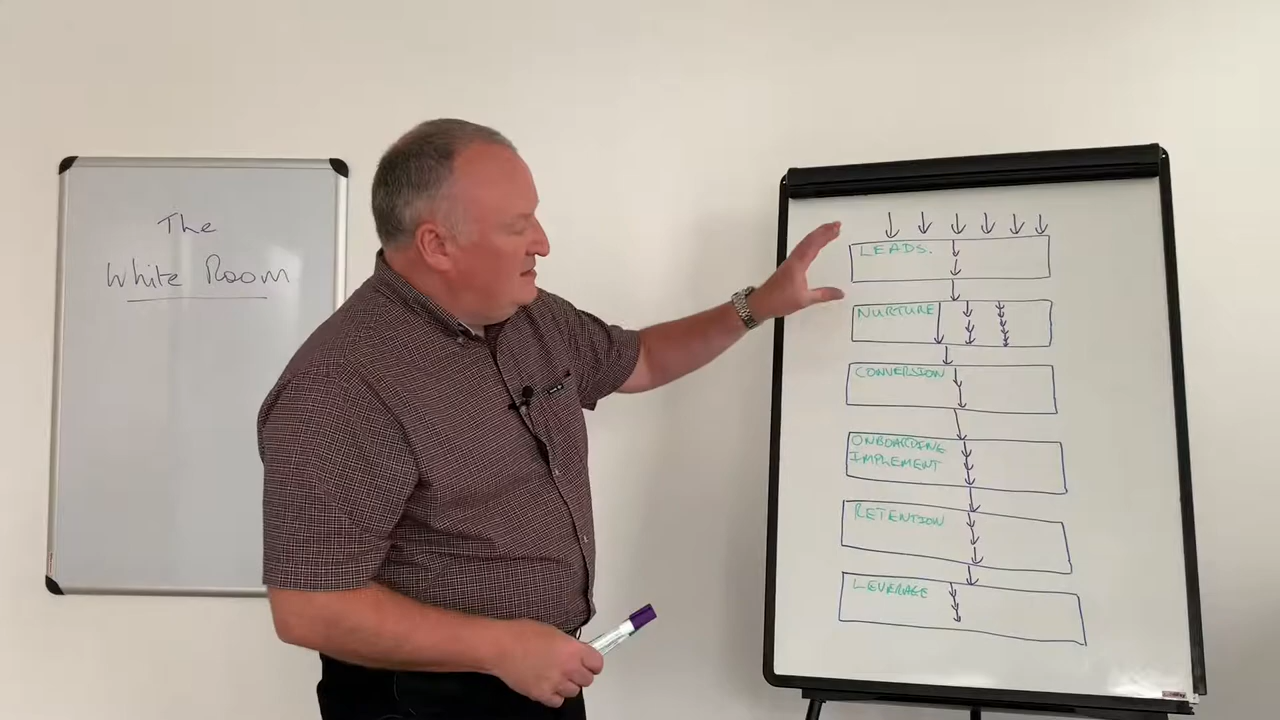 The
White Room
LEADS.
NURTURE
CONVERSION
ONBOARDING
IMPLEMENT
RETENTION
LEVERAGE